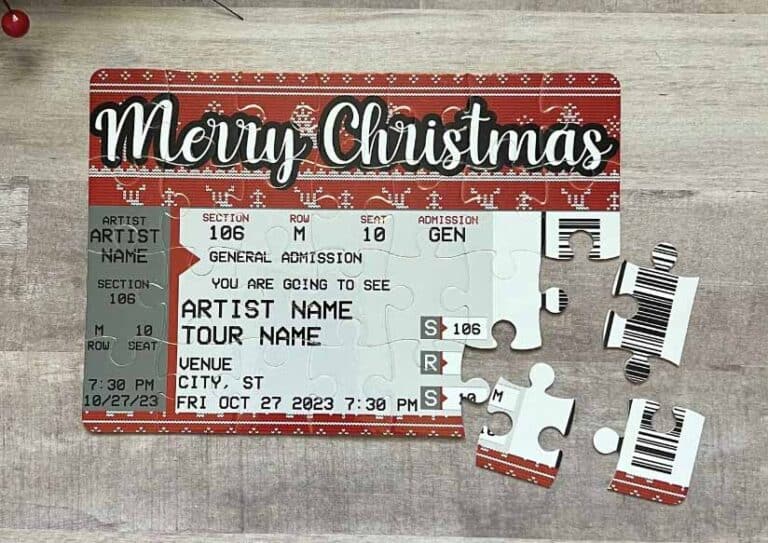 Merry Christmas
ARTIST
ARTIST
NAME
SECTION
106
M 10
ROW SEAT
7:30 PM
10/27/23
SECTION ROW SEAT ADMISSION
106 M 10 GEN
GENERAL ADMISSION
YOU ARE GOING TO SEE
ARTIST NAME
TOUR NAME
VENUE
CITY, ST
FRI OCT 27 2023 7:30 PM
S 106
R
S 10
M